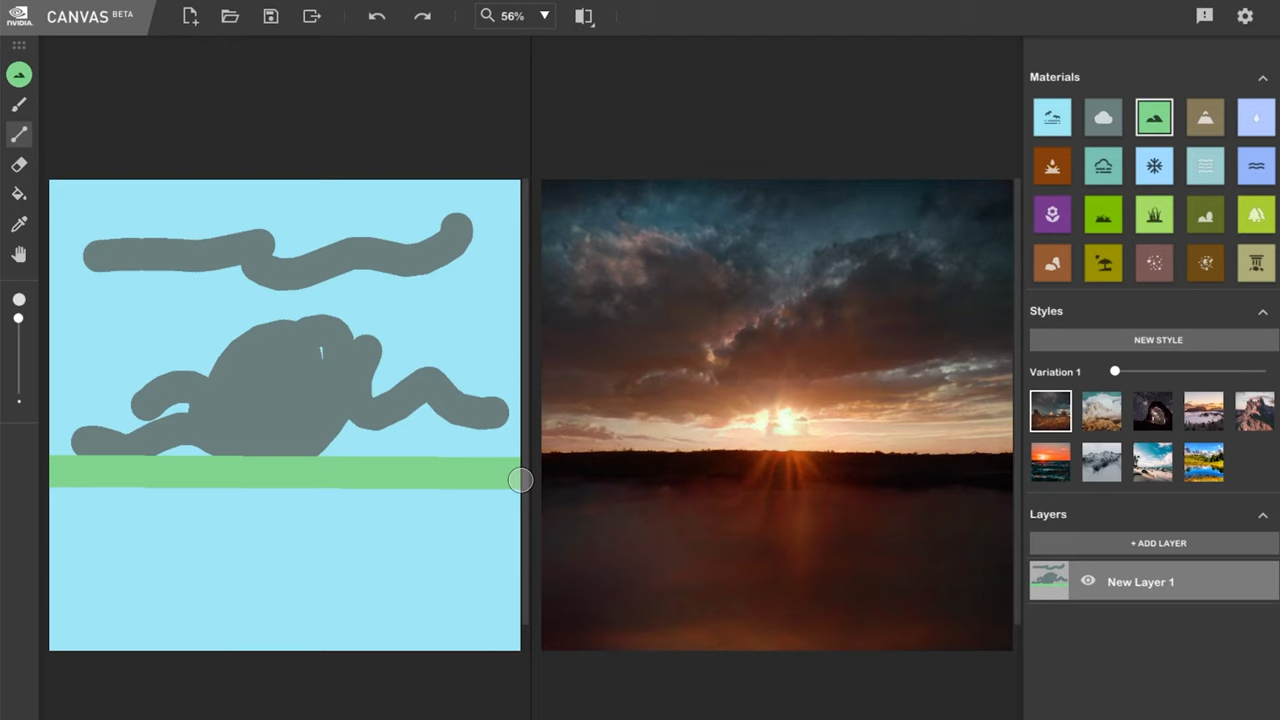 NVIDIA.
CANVAS BETA
56%
Materials
Styles
NEW STYLE
Variation 1
Layers
+ ADD LAYER
New Layer 1